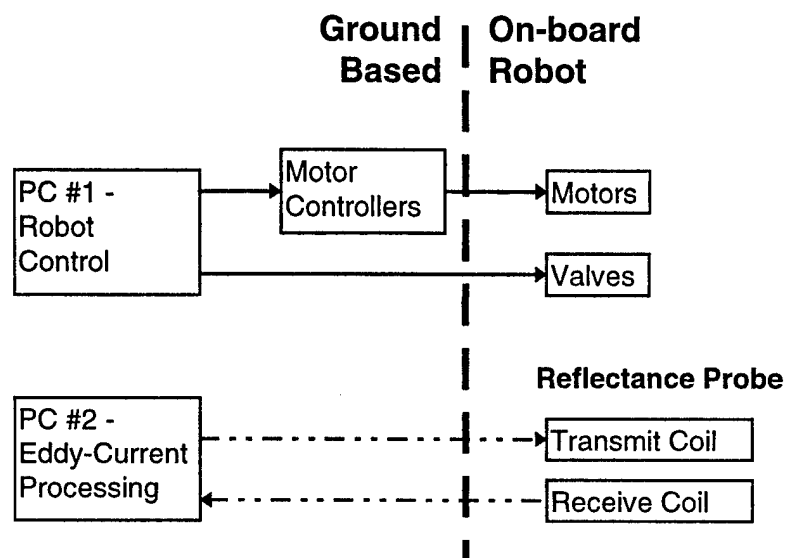 Ground
Based
On-board
Robot
PC #1 -
Robot
Control
Motor
Controllers
Motors
Valves
Reflectance Probe
PC #2 -
Eddy-Current
Processing
Transmit Coil
Receive Coil